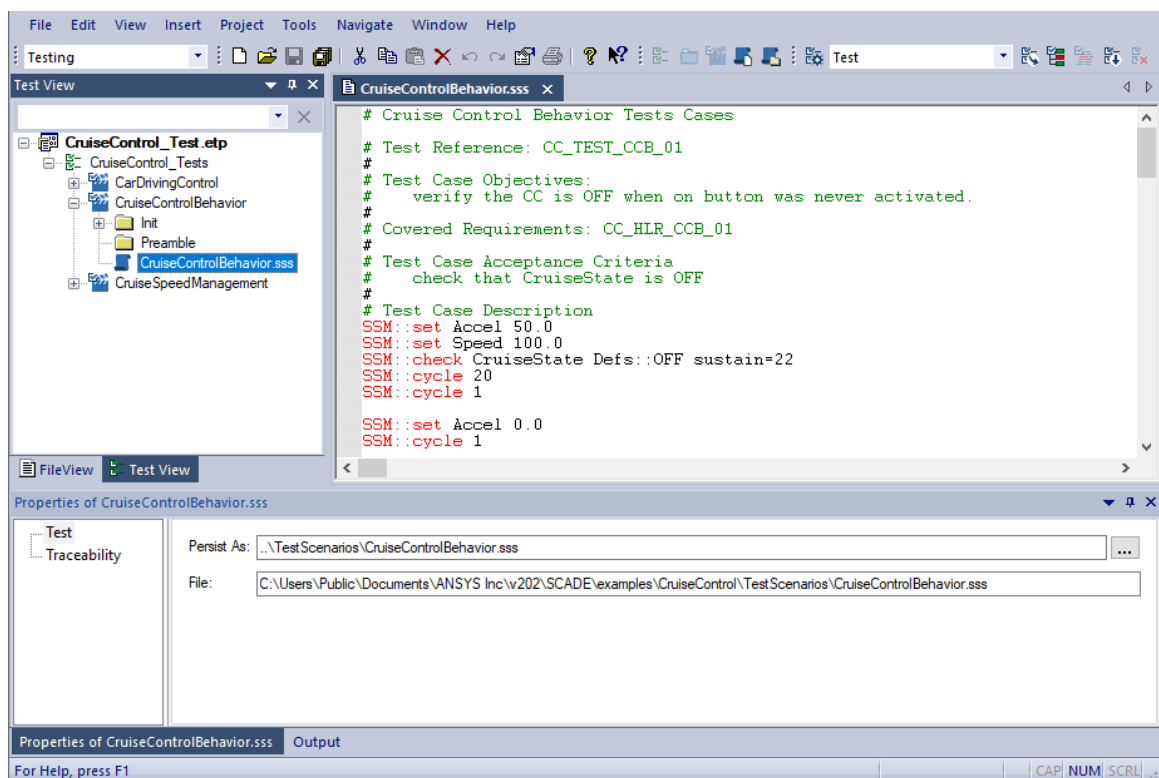 File Edit View Insert Project Tools Navigate Window Help
Testing Test
Test View
CruiseControlBehavior.sss
CruiseControl_Test.etp
CruiseControl_Tests
CarDrivingControl
CruiseControlBehavior
Init
Preamble
CruiseControlBehavior.sss
CruiseSpeedManagement
FileView Test View
# Cruise Control Behavior Tests Cases
# Test Reference: CC_TEST_CCB_01
#
# Test Case Objectives:
# verify the CC is OFF when on button was never activated.
#
# Covered Requirements: CC_HLR_CCB_01
#
# Test Case Acceptance Criteria
# check that CruiseState is OFF
#
# Test Case Description
SSM::set Accel 50.0
SSM::set Speed 100.0
SSM::check CruiseState Defs::OFF sustain=22
SSM::cycle 20
SSM::cycle 1
SSM::set Accel 0.0
SSM::cycle 1
Properties of CruiseControlBehavior.sss
Test
Traceability
Persist As: ..\TestScenarios\CruiseControlBehavior.sss
...
File: C:\Users\Public\Documents\ANSYS Inc\v202\SCADE\examples\CruiseControl\TestScenarios\CruiseControlBehavior.sss
Properties of CruiseControlBehavior.sss Output
For Help, press F1
CAP NUM SCRL